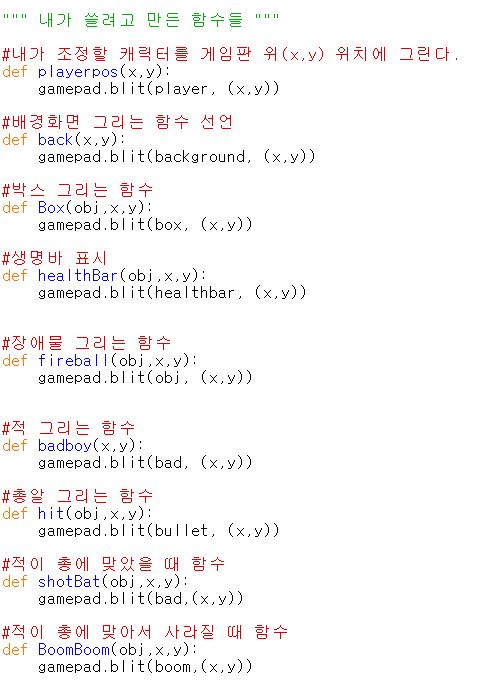 """ 내가 쓸려고 만든 함수들 """
#내가 조정할 캐릭터를 게임판 위(x,y) 위치에 그린다.
def playerpos(x,y):
    gamepad.blit(player, (x,y))
#배경화면 그리는 함수 선언
def back(x,y):
    gamepad.blit(background, (x,y))
#박스 그리는 함수
def Box(obj,x,y):
    gamepad.blit(box, (x,y))
#생명바 표시
def healthBar(obj,x,y):
    gamepad.blit(healthbar, (x,y))
#장애물 그리는 함수
def fireball(obj,x,y):
    gamepad.blit(obj, (x,y))
#적 그리는 함수
def badboy(x,y):
    gamepad.blit(bad, (x,y))
#총알 그리는 함수
def hit(obj,x,y):
    gamepad.blit(bullet, (x,y))
#적이 총에 맞았을 때 함수
def shotBat(obj,x,y):
    gamepad.blit(bad,(x,y))
#적이 총에 맞아서 사라질 때 함수
def BoomBoom(obj,x,y):
    gamepad.blit(boom,(x,y))